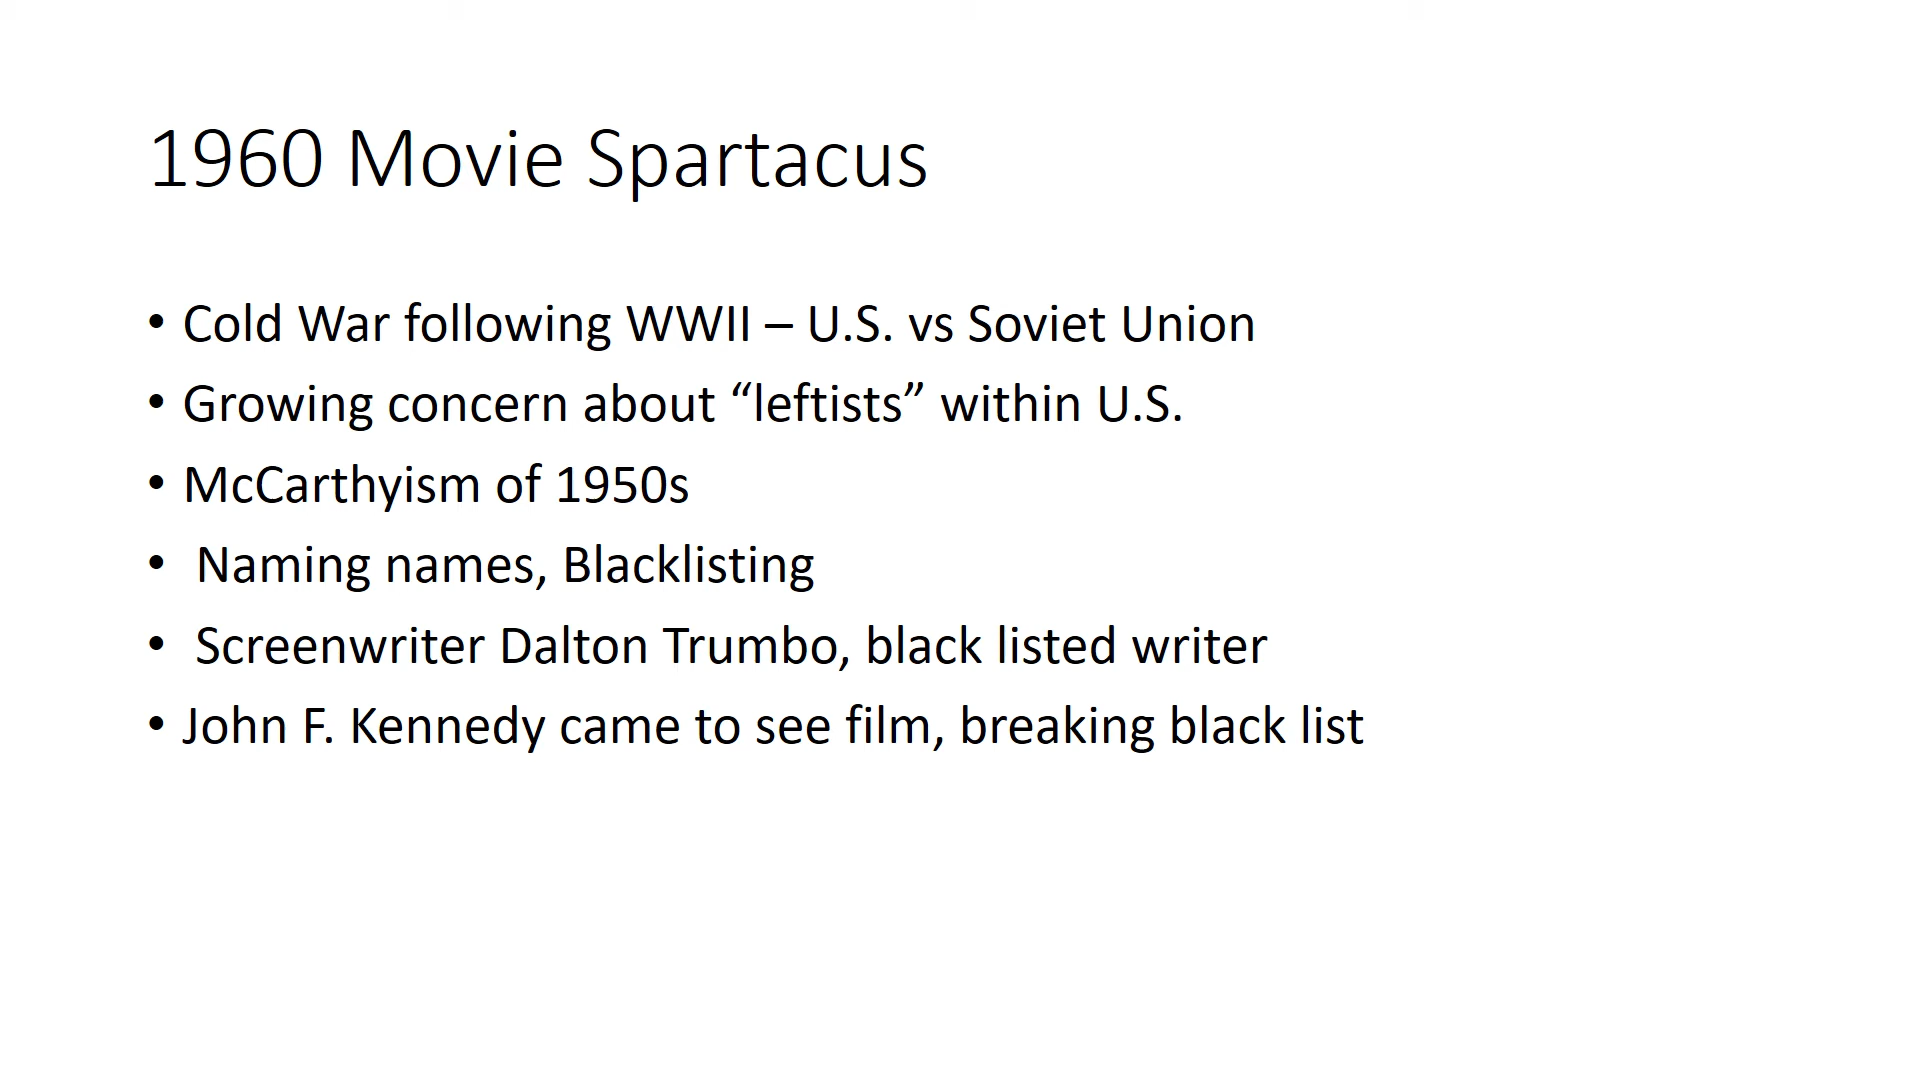 1960 Movie Spartacus
• Cold War following WWII – U.S. vs Soviet Union
• Growing concern about “leftists” within U.S.
• McCarthyism of 1950s
• Naming names, Blacklisting
• Screenwriter Dalton Trumbo, black listed writer
• John F. Kennedy came to see film, breaking black list